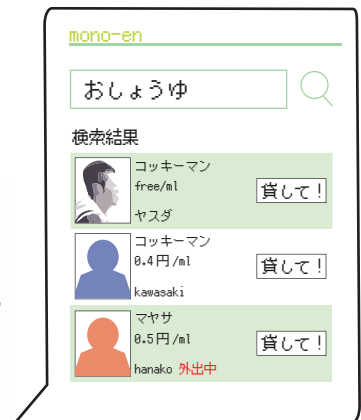 mono-en
おしょうゆ
検索結果
コッキーマン
free/ml
貸して!
ヤスダ
コッキーマン
0.4円/ml
貸して!
kawasaki
マヤサ
0.5円/ml
貸して!
hanako 外出中